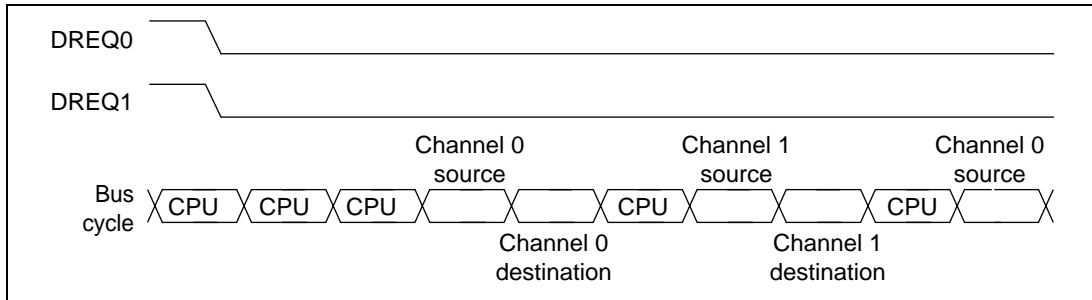 DREQ0
DREQ1
Channel 0 Channel 1 Channel 0
source source source
Bus
cycle
CPU CPU CPU CPU CPU
Channel 0 Channel 1
destination destination